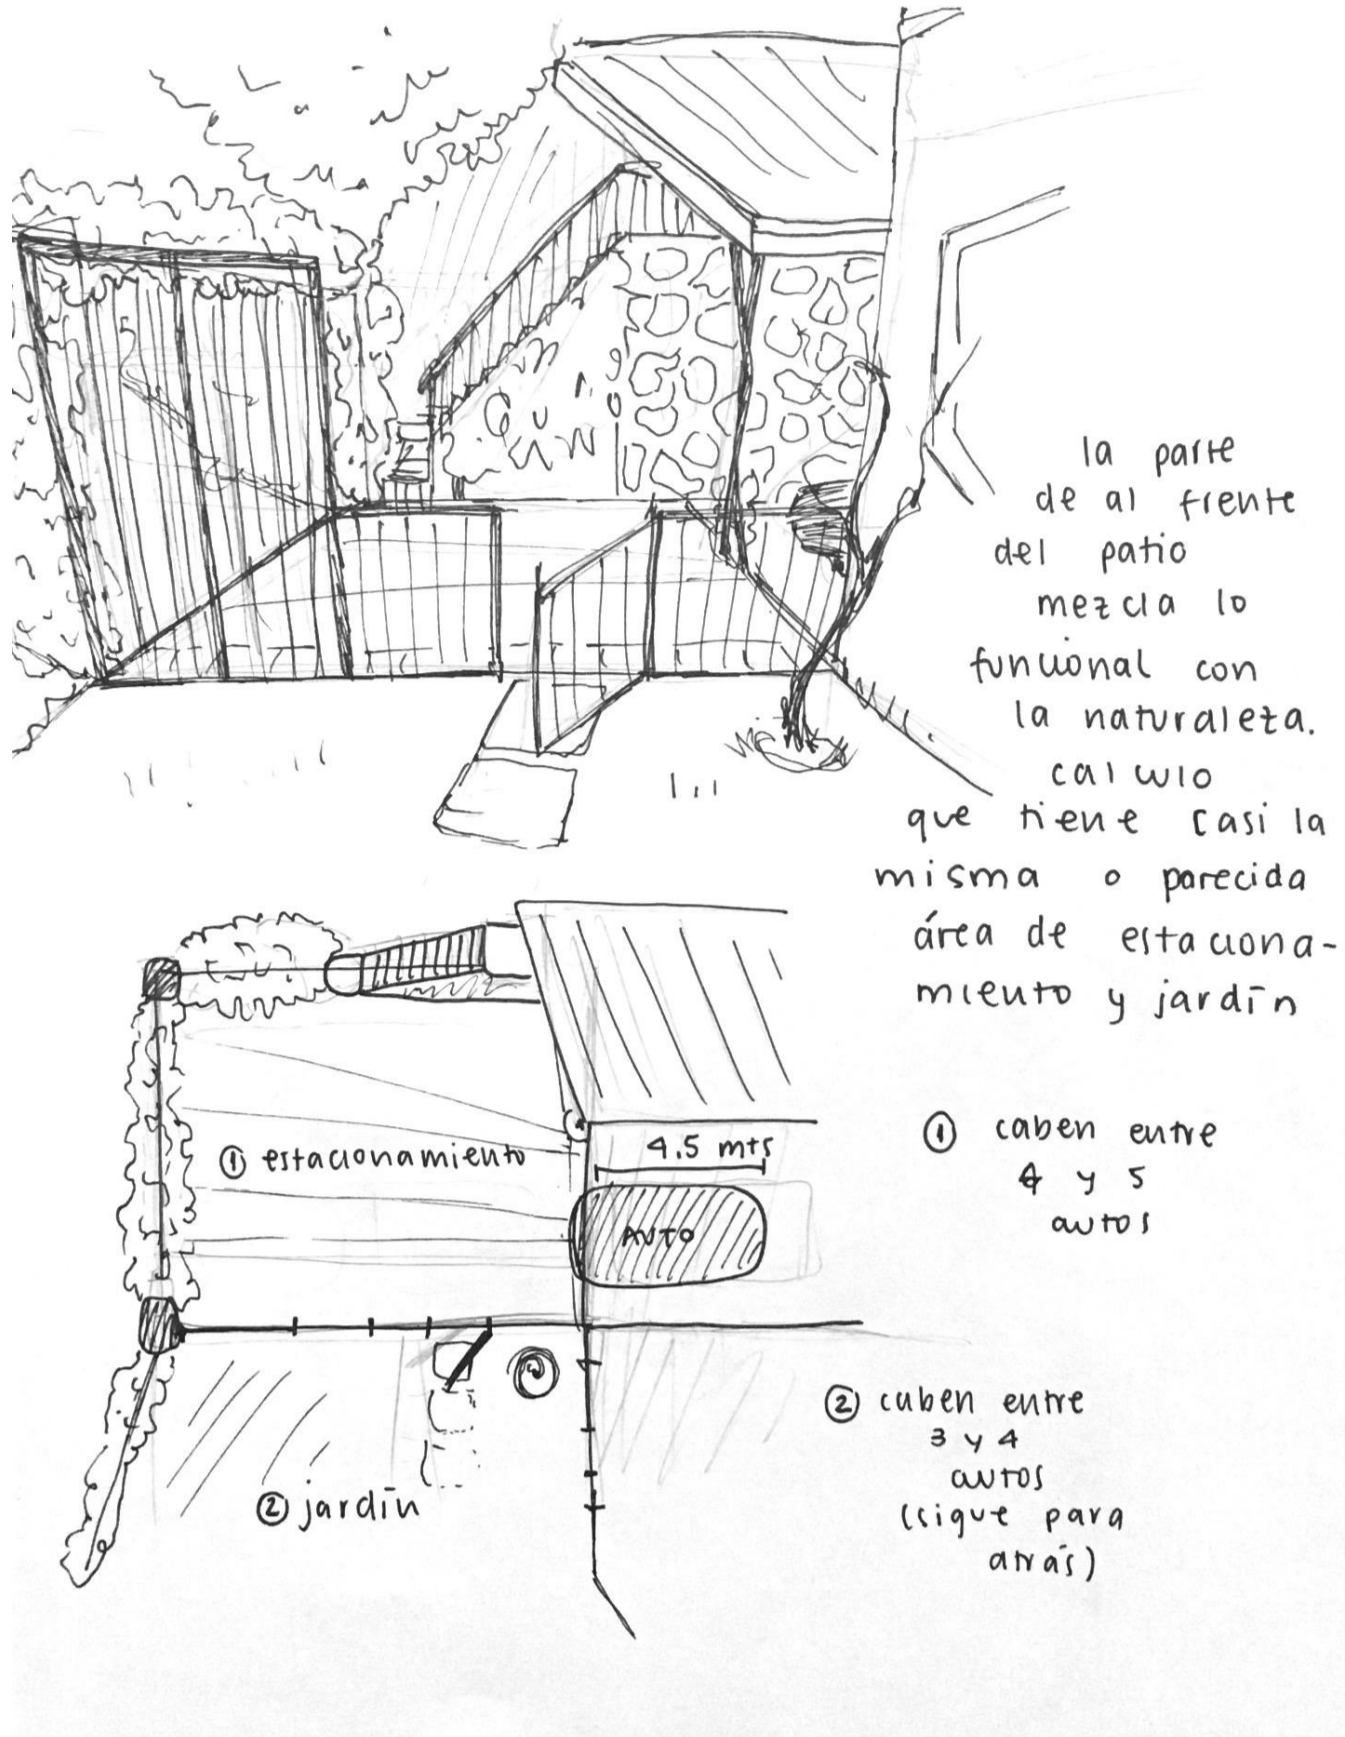 la parte
de al frente
del patio
mezcla lo
funcional con
la naturaleza.
calculo
que tiene casi la
misma o parecida
área de estaciona-
miento y jardín
① estacionamiento
4.5 mts
AUTO
① caben entre
4 y 5
autos
② jardín
② caben entre
3 y 4
autos
(sigue para
atrás)